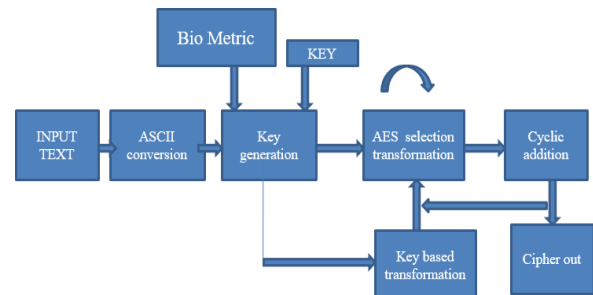 Bio Metric
KEY
INPUT
TEXT
ASCII
conversion
Key
generation
AES selection
transformation
Cyclic
addition
Key based
transformation
Cipher out